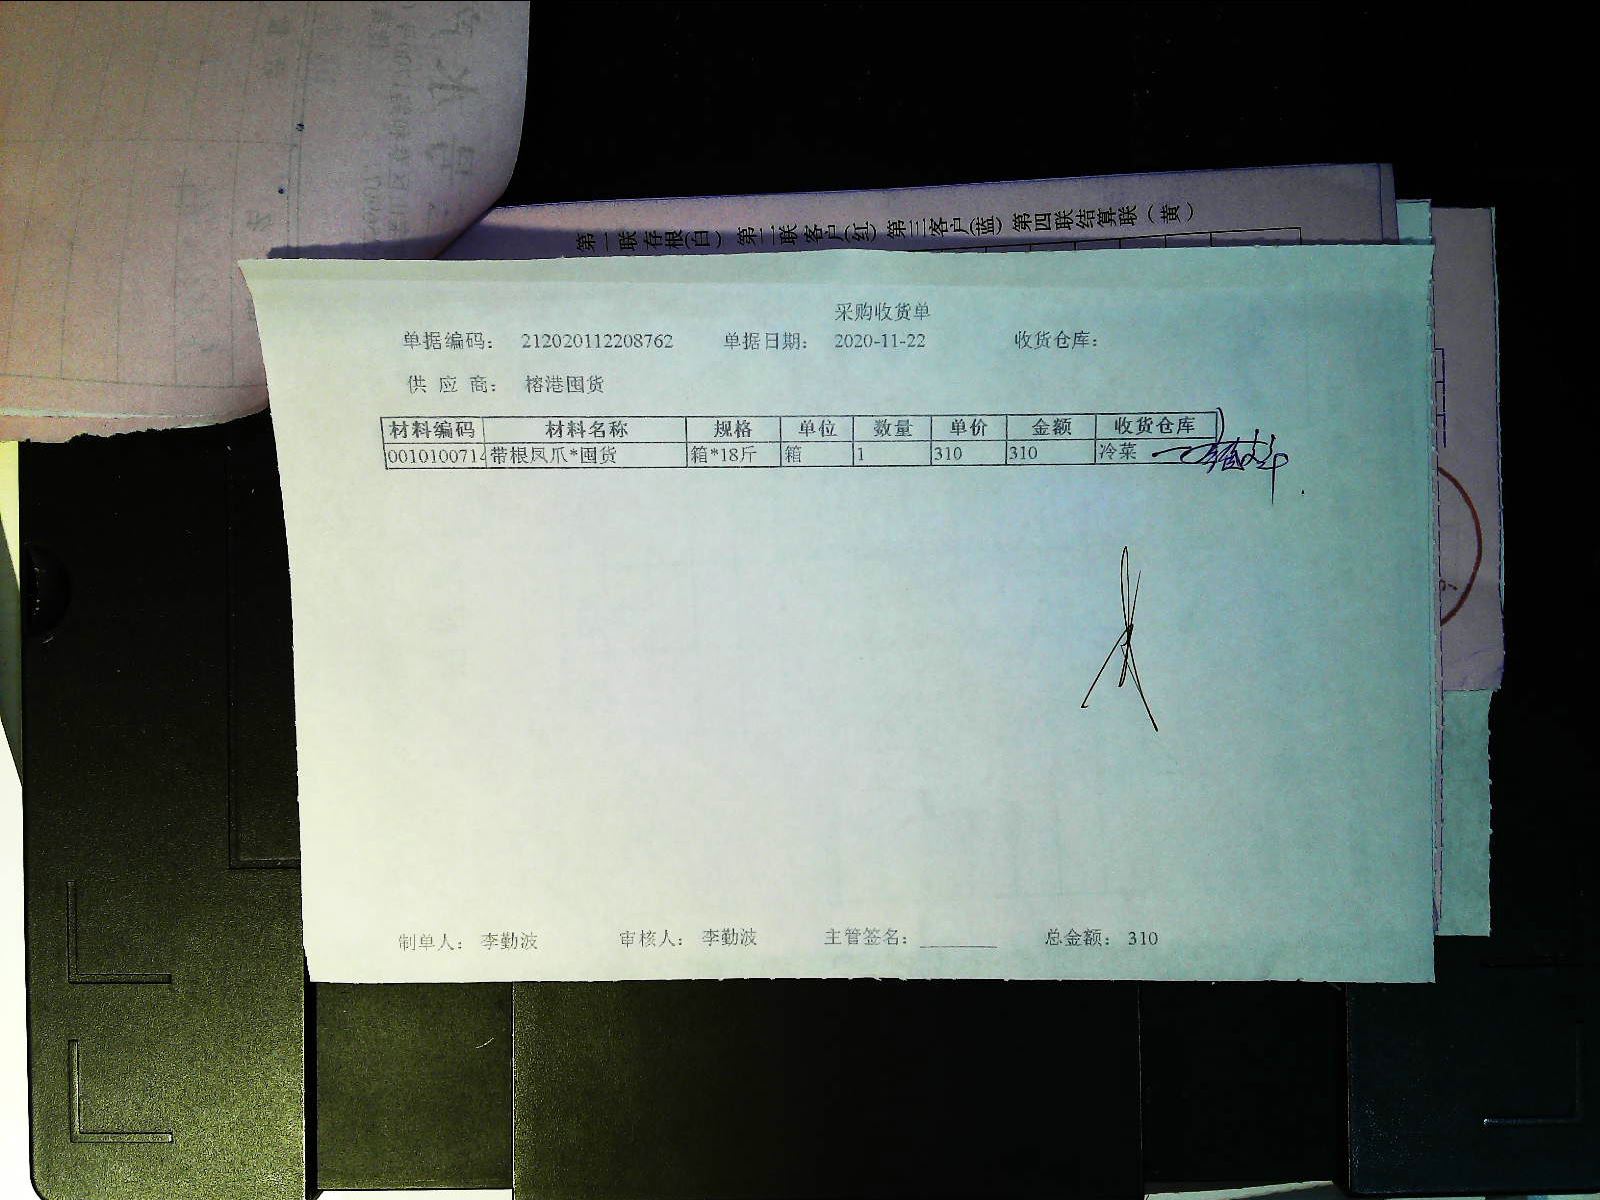 第一联存根(白) 第二联客户(红) 第三客户(蓝) 第四联结算联（黄）
采购收货单
单据编码： 212020112208762 单据日期： 2020-11-22 收货仓库：
供 应 商： 榕港囤货
材料编码 材料名称 规格 单位 数量 单价 金额 收货仓库
0010100714 带根凤爪*囤货 箱*18斤 箱 1 310 310 冷菜
制单人： 李勤波 审核人： 李勤波 主管签名： 总金额： 310